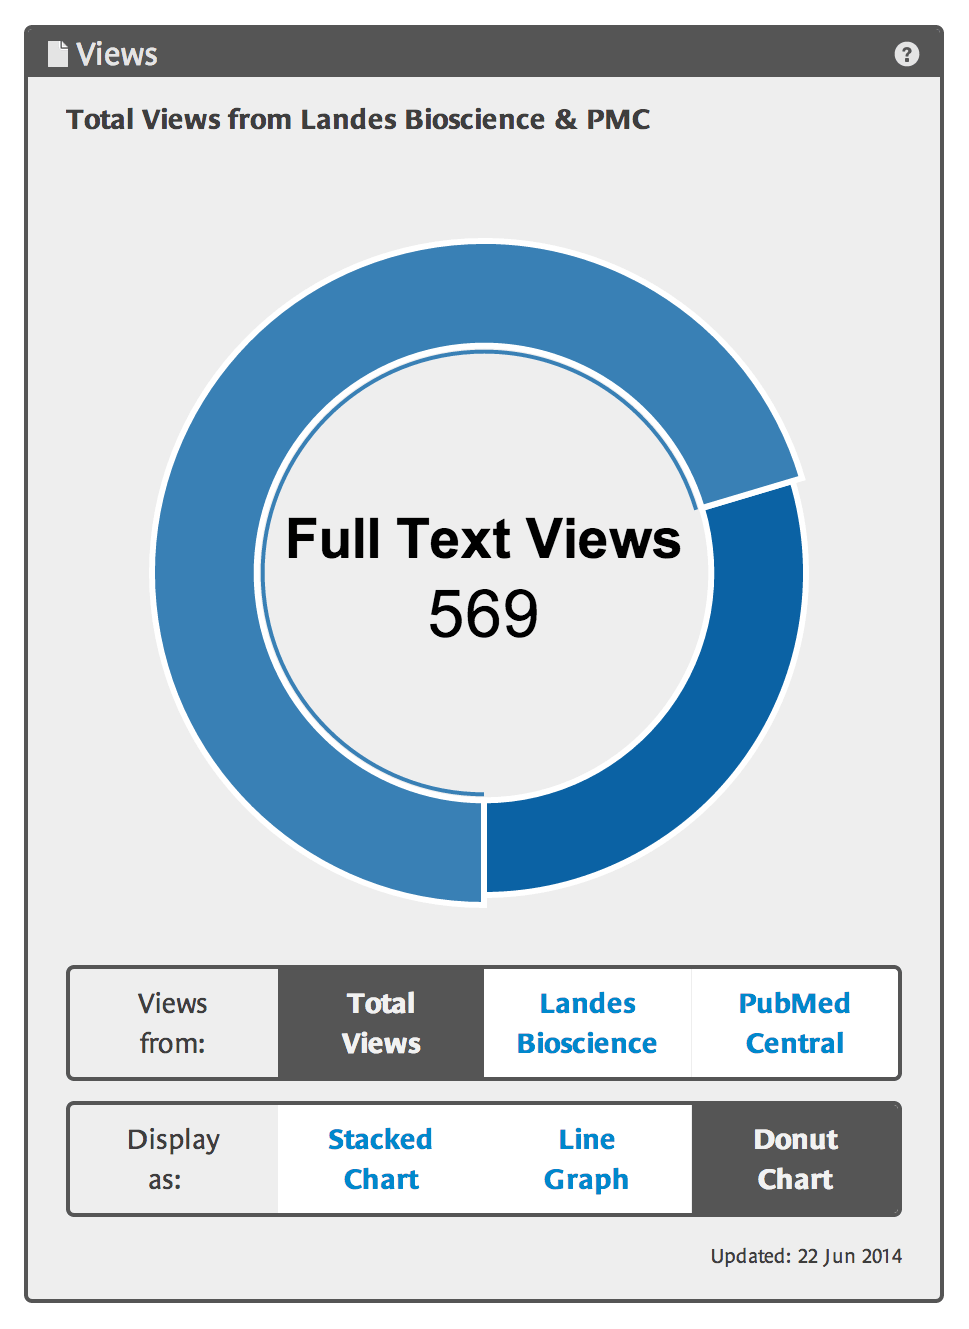 Views
?
Total Views from Landes Bioscience & PMC
Full Text Views
569
Views from:
Total Views
Landes Bioscience
PubMed Central
Display as:
Stacked Chart
Line Graph
Donut Chart
Updated: 22 Jun 2014